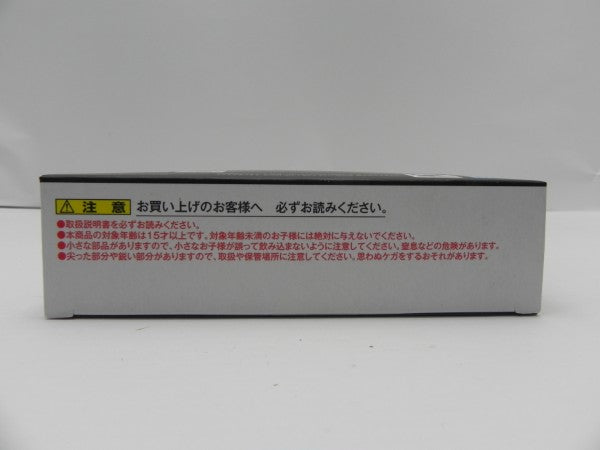 ⚠注意 お買い上げのお客様へ 必ずお読みください。
●取扱説明書を必ずお読みください。
●本商品の対象年齢は15才以上です。対象年齢未満のお子様には絶対に与えないでください。
●小さな部品がありますので、小さなお子様が誤って飲み込まないように注意してください。窒息などの危険があります。
●尖った部分や鋭い部分がありますので、取扱や保管場所に注意してください。思わぬケガをするおそれがあります。